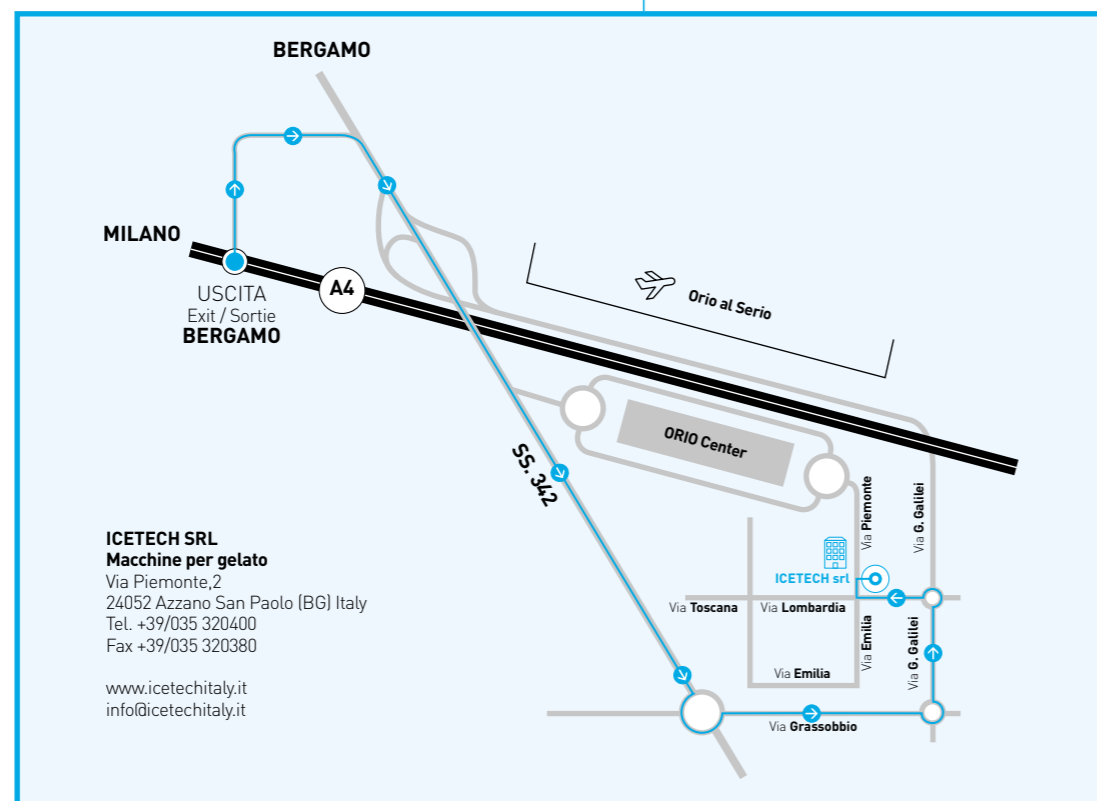 BERGAMO
MILANO
A4
USCITA
Exit / Sortie
BERGAMO
Orio al Serio
ORIO Center
SS. 342
Via Piemonte
Via G. Galilei
ICETECH srl
Via Toscana
Via Lombardia
Via Emilia
Via G. Galilei
Via Emilia
Via Grassobbio
ICETECH SRL
Macchine per gelato
Via Piemonte,2
24052 Azzano San Paolo (BG) Italy
Tel. +39/035 320400
Fax +39/035 320380
www.icetechitaly.it
info@icetechitaly.it